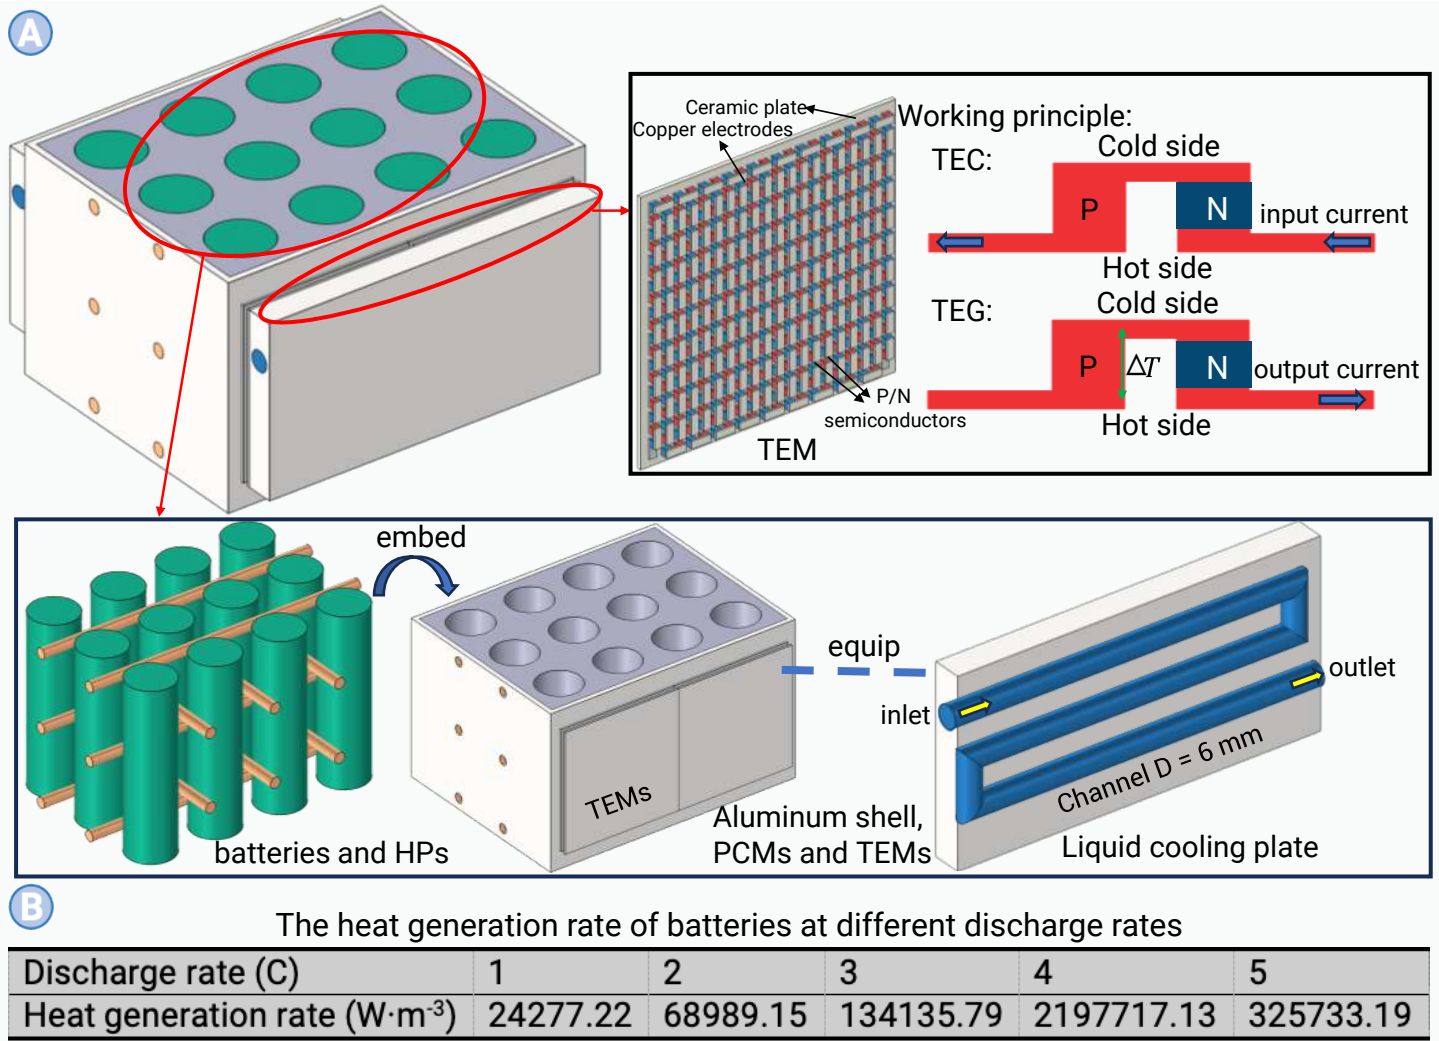 A
Ceramic plate
Copper electrodes
Working principle:
TEC:
Cold side
P
N
input current
Hot side
TEG:
Cold side
P
ΔT
N
output current
Hot side
P/N
semiconductors
TEM
embed
equip
inlet
outlet
Channel D = 6 mm
TEMs
batteries and HPs
Aluminum shell,
PCMs and TEMs
Liquid cooling plate
B
The heat generation rate of batteries at different discharge rates
Discharge rate (C) 1 2 3 4 5
Heat generation rate (W·m⁻³) 24277.22 68989.15 134135.79 2197717.13 325733.19